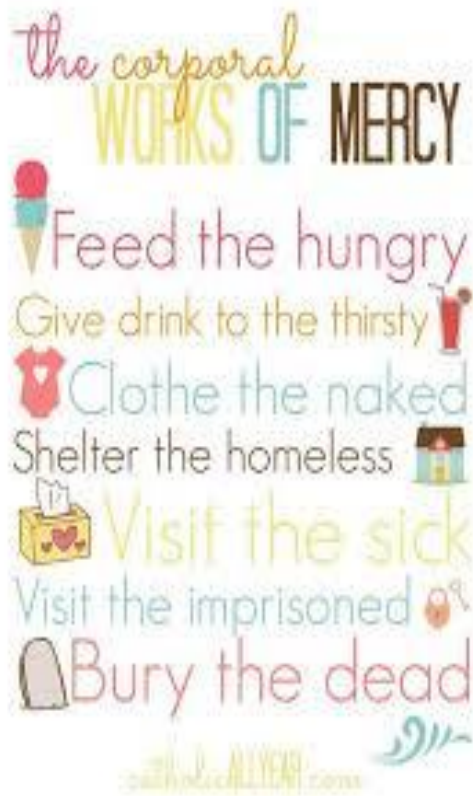 the corporal
WORKS OF MERCY
Feed the hungry
Give drink to the thirsty
Clothe the naked
Shelter the homeless
Visit the sick
Visit the imprisoned
Bury the dead
ALLYEAR